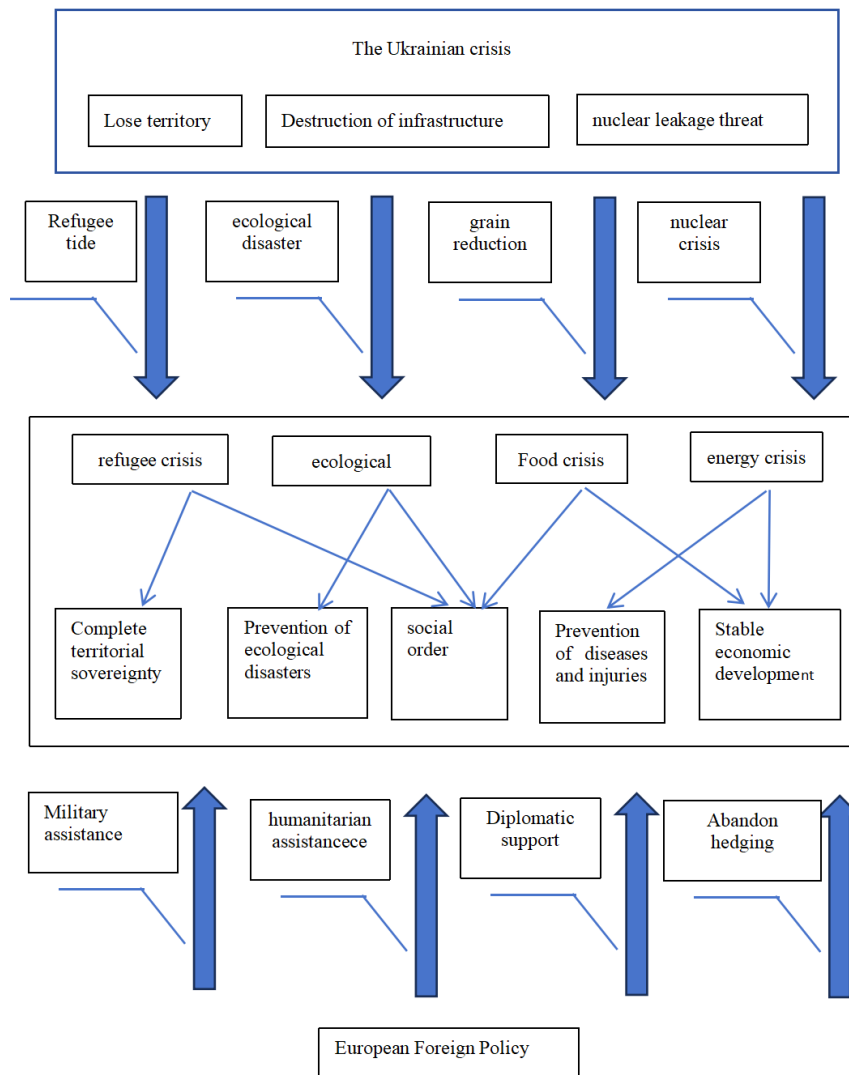 The Ukrainian crisis
Lose territory
Destruction of infrastructure
nuclear leakage threat
Refugee
tide
ecological
disaster
grain
reduction
nuclear
crisis
refugee crisis
ecological
Food crisis
energy crisis
Complete
territorial
sovereignty
Prevention of
ecological
disasters
social
order
Prevention
of diseases
and injuries
Stable
economic
development
Military
assistance
humanitarian
assistancece
Diplomatic
support
Abandon
hedging
European Foreign Policy